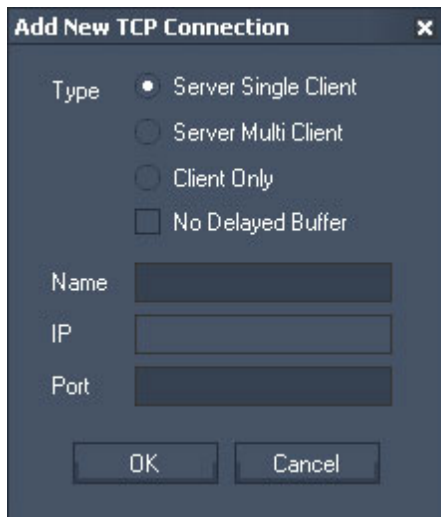 Add New TCP Connection
Type
Server Single Client
Server Multi Client
Client Only
No Delayed Buffer
Name
IP
Port
OK
Cancel